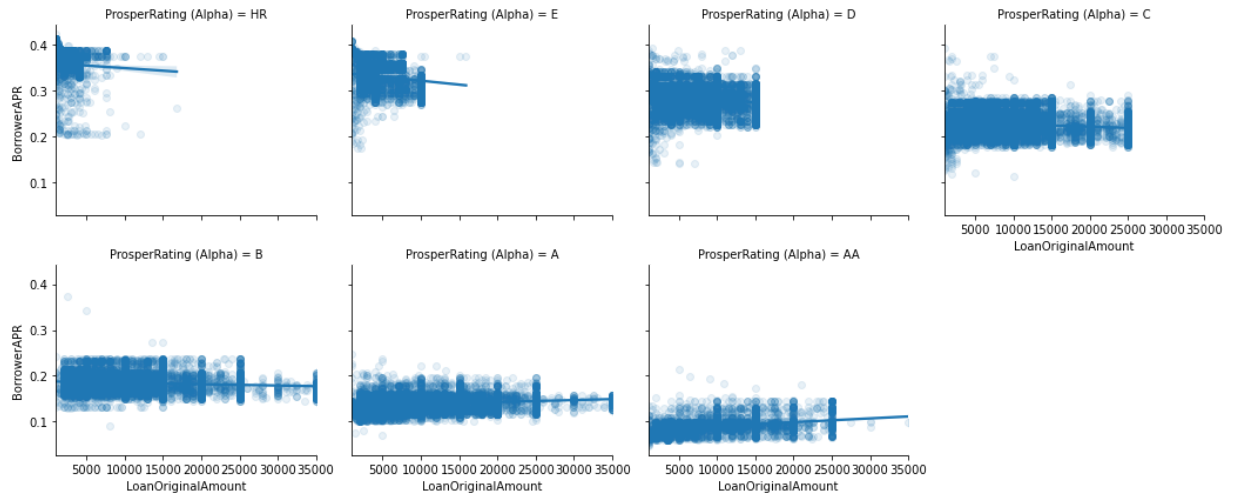 ProsperRating (Alpha) = HR
ProsperRating (Alpha) = E
ProsperRating (Alpha) = D
ProsperRating (Alpha) = C
BorrowerAPR
0.4
0.3
0.2
0.1
5000 10000 15000 20000 25000 30000 35000
LoanOriginalAmount
ProsperRating (Alpha) = B
ProsperRating (Alpha) = A
ProsperRating (Alpha) = AA
BorrowerAPR
0.4
0.3
0.2
0.1
5000 10000 15000 20000 25000 30000 35000
LoanOriginalAmount
5000 10000 15000 20000 25000 30000 35000
LoanOriginalAmount
5000 10000 15000 20000 25000 30000 35000
LoanOriginalAmount